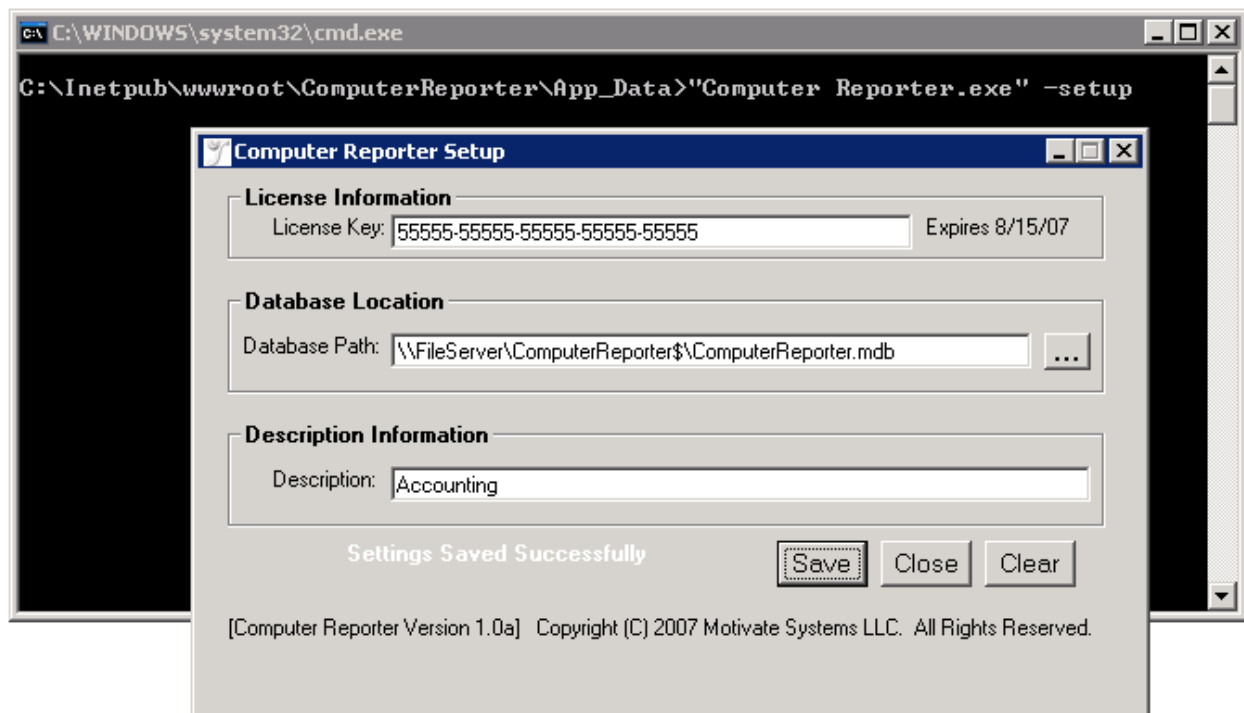 C:\WINDOWS\system32\cmd.exe
C:\Inetpub\wwwroot\ComputerReporter\App_Data>"Computer Reporter.exe" -setup
Computer Reporter Setup
License Information
License Key: 55555-55555-55555-55555-55555 Expires 8/15/07
Database Location
Database Path: \\FileServer\ComputerReporter$\ComputerReporter.mdb ...
Description Information
Description: Accounting
Settings Saved Successfully Save Close Clear
[Computer Reporter Version 1.0a] Copyright (C) 2007 Motivate Systems LLC. All Rights Reserved.